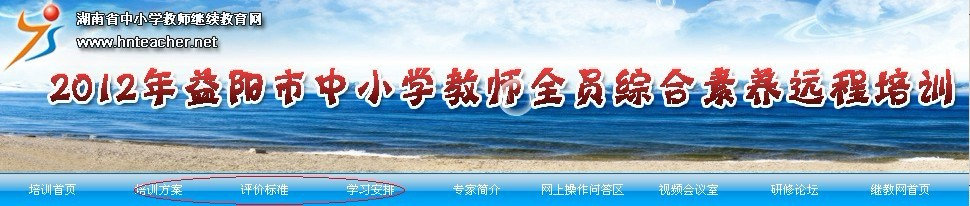 湖南省中小学教师继续教育网
www.hnteacher.net
2012年益阳市中小学教师全员综合素养远程培训
培训首页 培训方案 评价标准 学习安排 专家简介 网上操作问答区 视频会议室 研修论坛 继教网首页